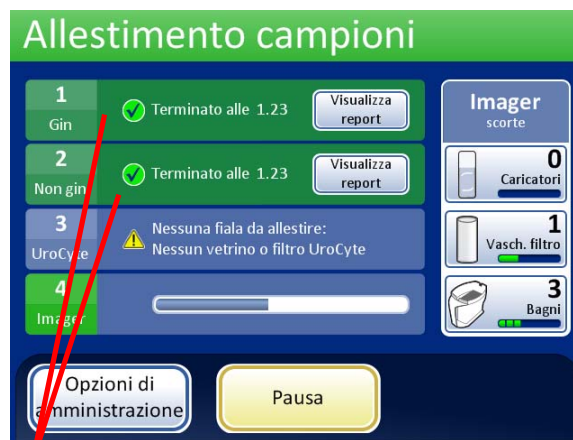 Allestimento campioni
1
Gin
Terminato alle 1.23
Visualizza
report
2
Non gin
Terminato alle 1.23
Visualizza
report
3
UroCyte
Nessuna fiala da allestire:
Nessun vetrino o filtro UroCyte
4
Imager
Imager
scorte
0
Caricatori
1
Vasch. filtro
3
Bagni
Opzioni di
amministrazione
Pausa